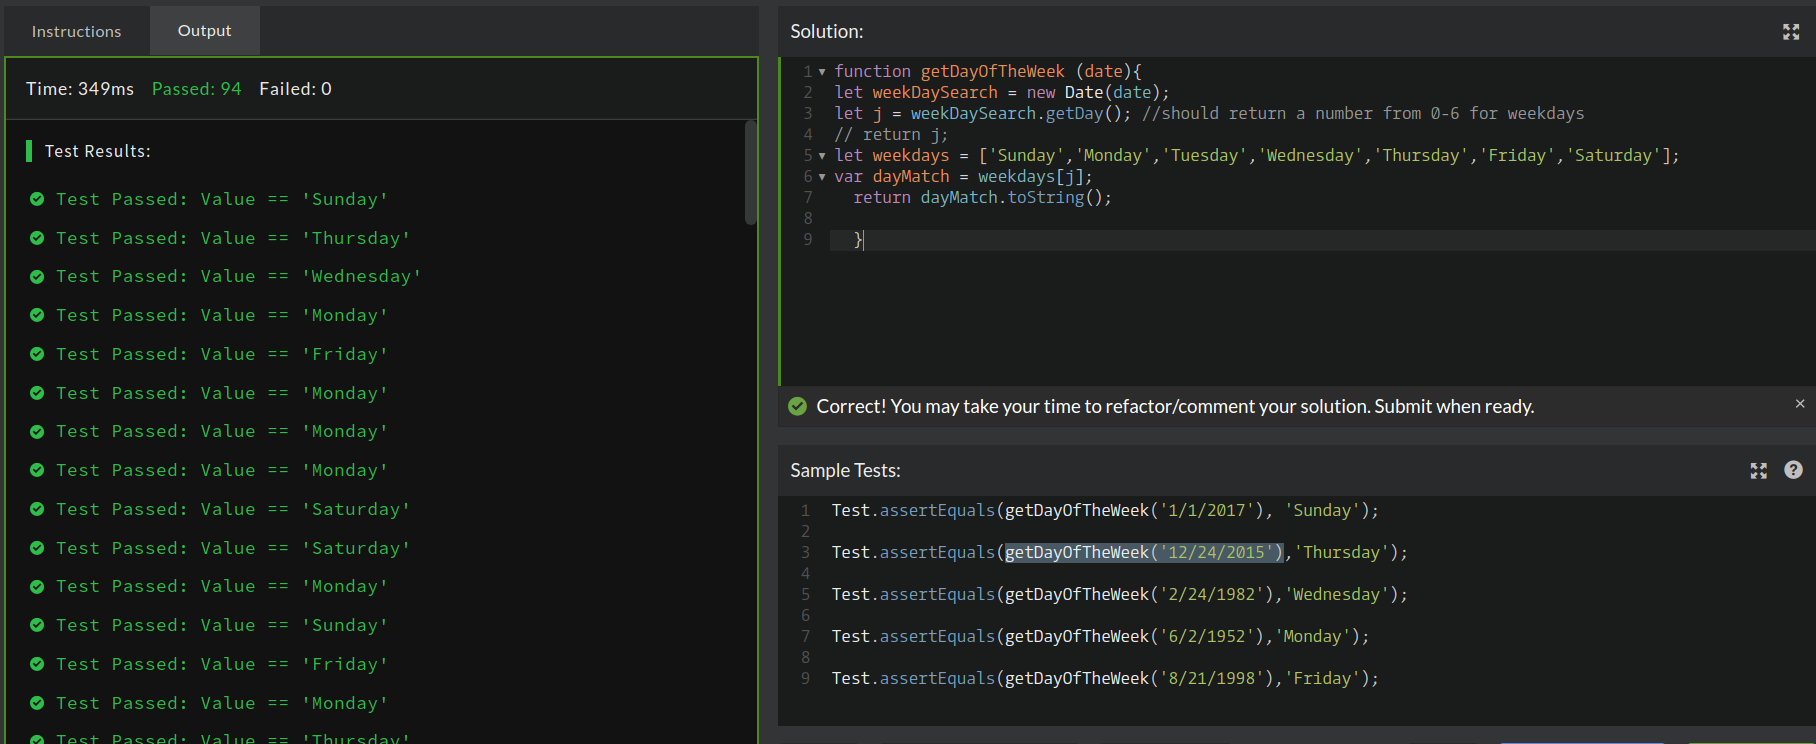 Instructions
Output
Time: 349ms Passed: 94 Failed: 0
Test Results:
Test Passed: Value == 'Sunday'
Test Passed: Value == 'Thursday'
Test Passed: Value == 'Wednesday'
Test Passed: Value == 'Monday'
Test Passed: Value == 'Friday'
Test Passed: Value == 'Monday'
Test Passed: Value == 'Monday'
Test Passed: Value == 'Monday'
Test Passed: Value == 'Saturday'
Test Passed: Value == 'Saturday'
Test Passed: Value == 'Monday'
Test Passed: Value == 'Sunday'
Test Passed: Value == 'Friday'
Test Passed: Value == 'Monday'
Test Passed: Value == 'Thursday'
Solution:
1 function getDayOfTheWeek (date){
2 let weekDaySearch = new Date(date);
3 let j = weekDaySearch.getDay(); //should return a number from 0-6 for weekdays
4 // return j;
5 let weekdays = ['Sunday','Monday','Tuesday','Wednesday','Thursday','Friday','Saturday'];
6 var dayMatch = weekdays[j];
7 return dayMatch.toString();
8
9 }
Correct! You may take your time to refactor/comment your solution. Submit when ready.
Sample Tests:
1 Test.assertEquals(getDayOfTheWeek('1/1/2017'), 'Sunday');
2
3 Test.assertEquals(getDayOfTheWeek('12/24/2015'),'Thursday');
4
5 Test.assertEquals(getDayOfTheWeek('2/24/1982'),'Wednesday');
6
7 Test.assertEquals(getDayOfTheWeek('6/2/1952'),'Monday');
8
9 Test.assertEquals(getDayOfTheWeek('8/21/1998'),'Friday');